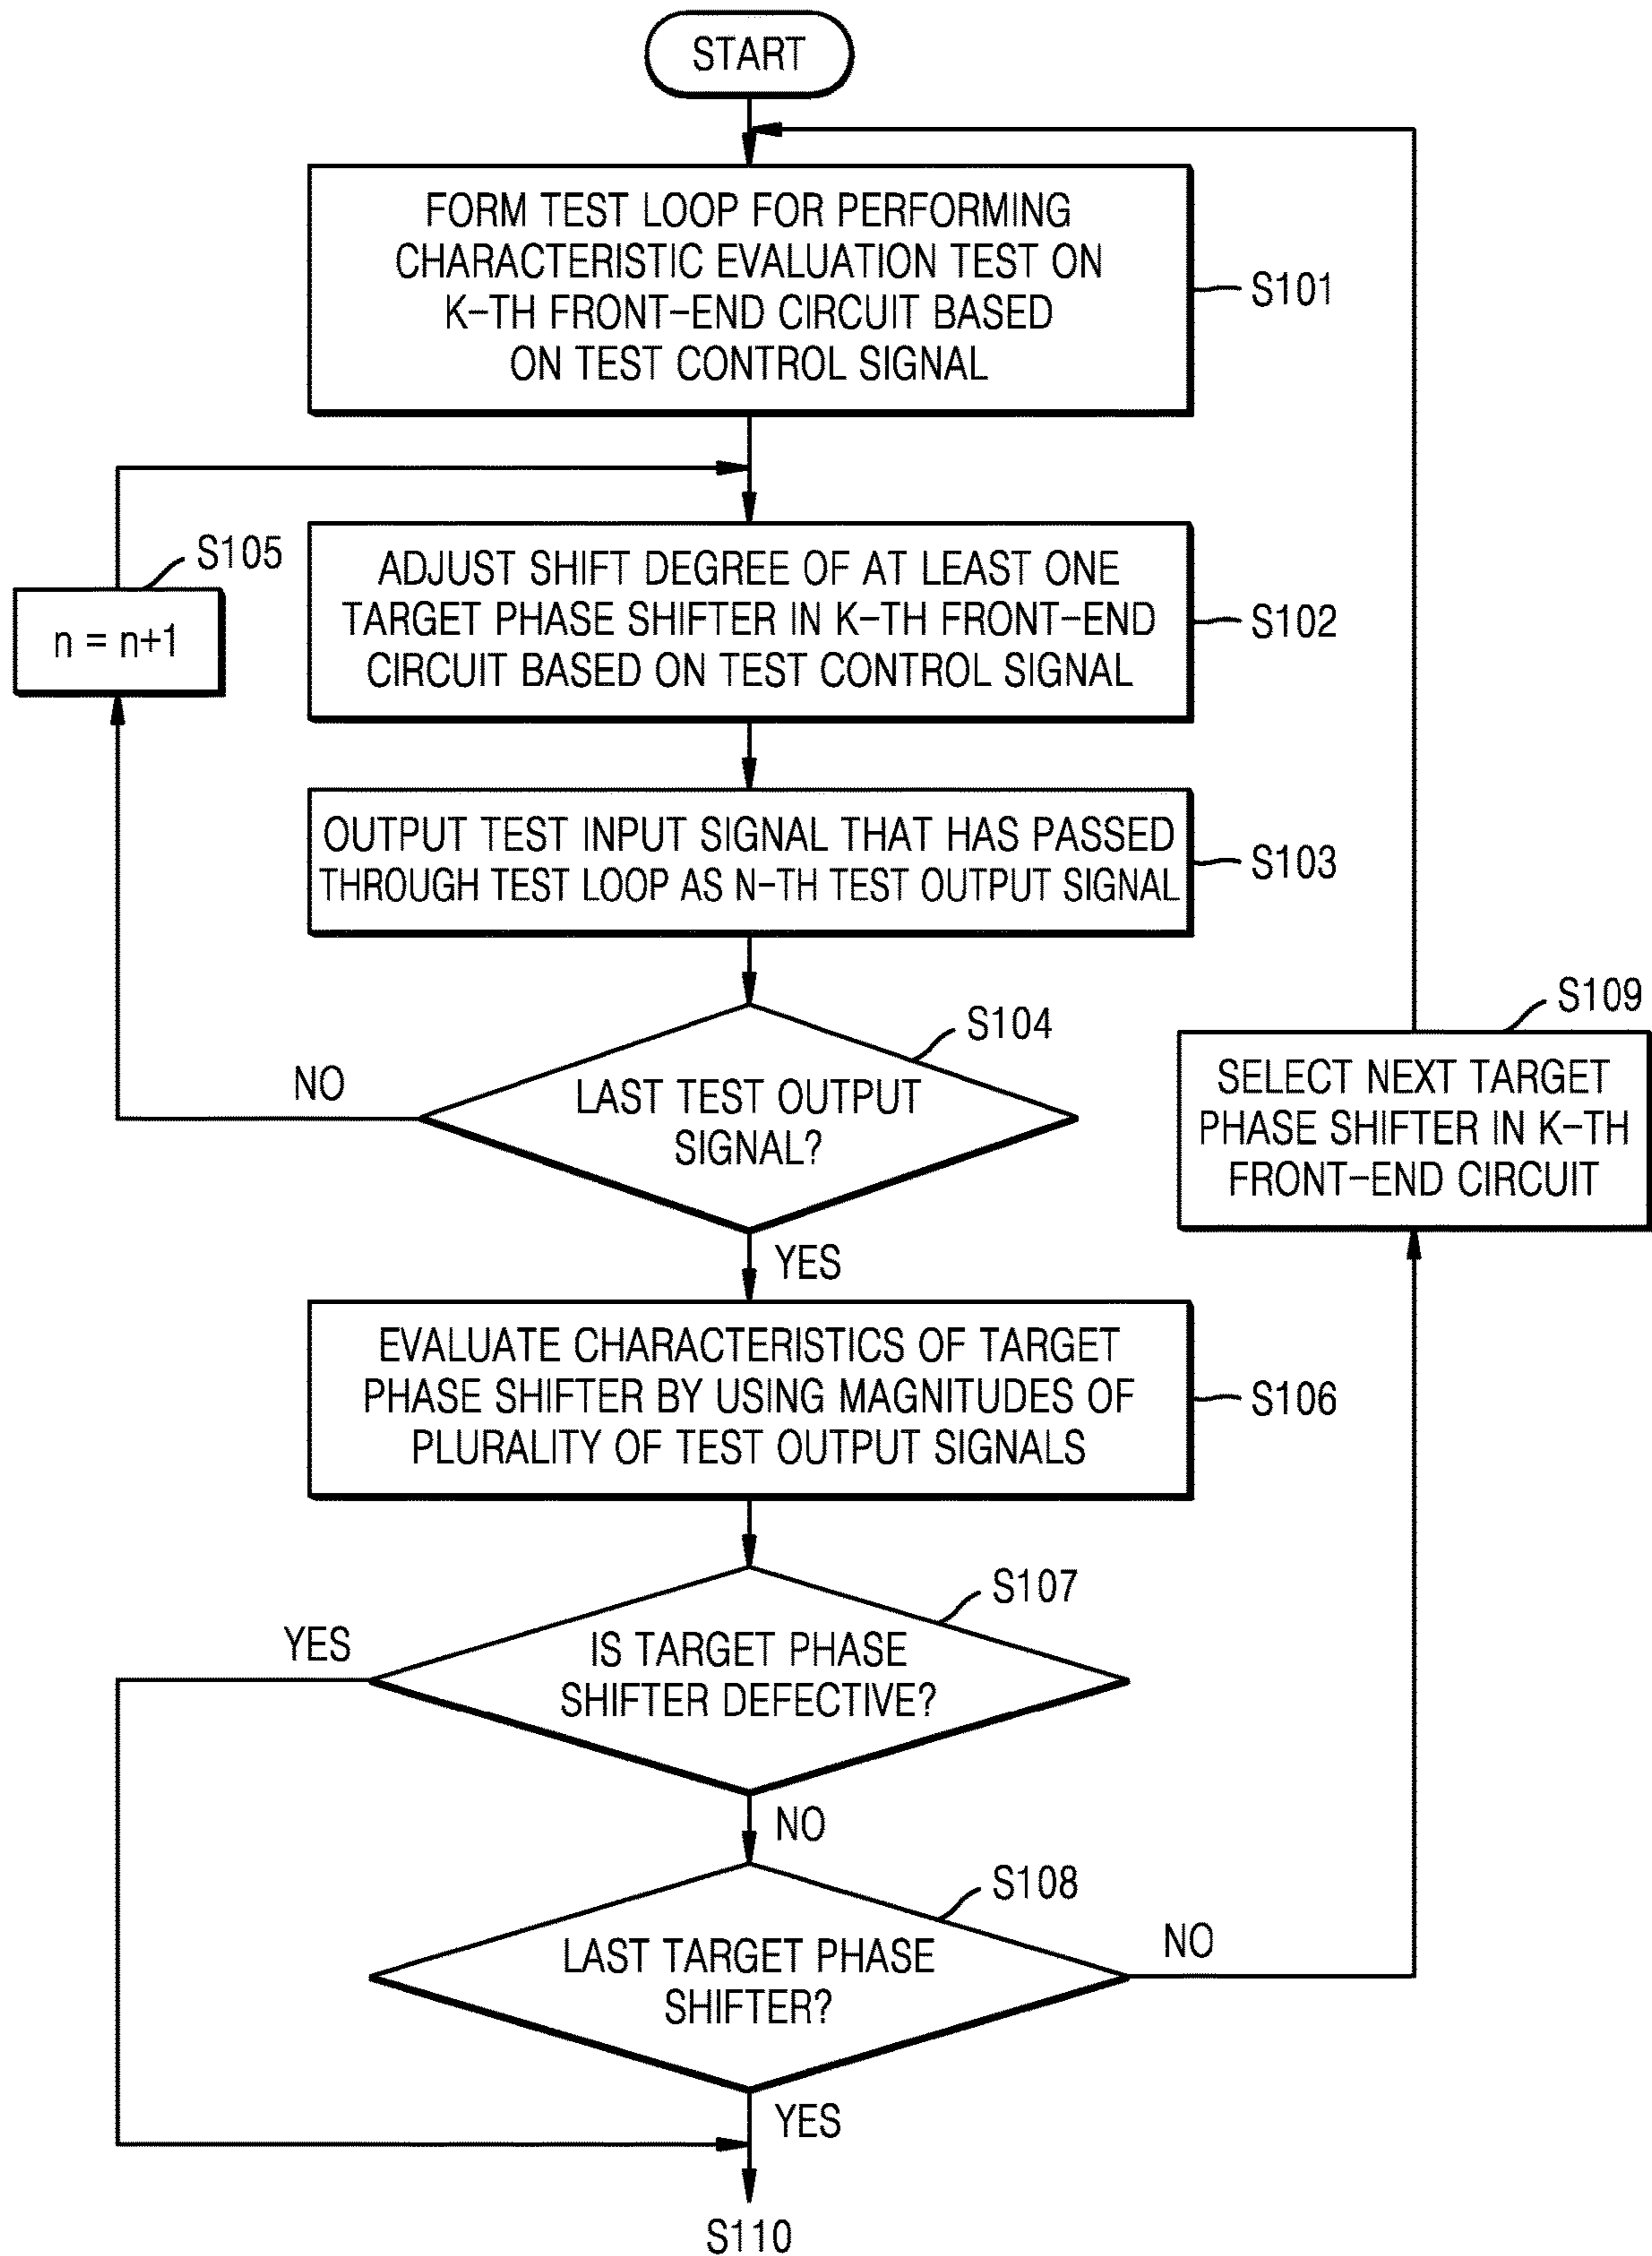 START
FORM TEST LOOP FOR PERFORMING
CHARACTERISTIC EVALUATION TEST ON
K-TH FRONT-END CIRCUIT BASED
ON TEST CONTROL SIGNAL
S101
S105
n = n+1
ADJUST SHIFT DEGREE OF AT LEAST ONE
TARGET PHASE SHIFTER IN K-TH FRONT-END
CIRCUIT BASED ON TEST CONTROL SIGNAL
S102
OUTPUT TEST INPUT SIGNAL THAT HAS PASSED
THROUGH TEST LOOP AS N-TH TEST OUTPUT SIGNAL
S103
S104
NO
LAST TEST OUTPUT
SIGNAL?
YES
S109
SELECT NEXT TARGET
PHASE SHIFTER IN K-TH
FRONT-END CIRCUIT
EVALUATE CHARACTERISTICS OF TARGET
PHASE SHIFTER BY USING MAGNITUDES OF
PLURALITY OF TEST OUTPUT SIGNALS
S106
S107
YES
IS TARGET PHASE
SHIFTER DEFECTIVE?
NO
S108
LAST TARGET PHASE
SHIFTER?
NO
YES
S110